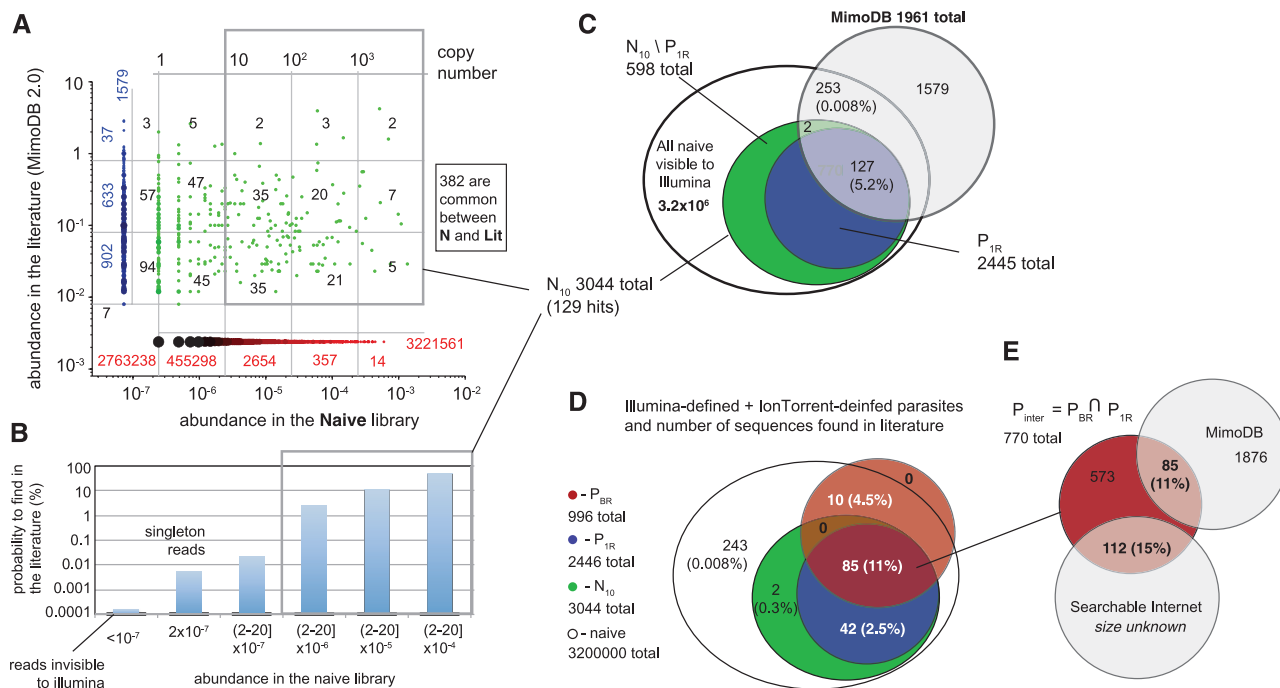 A
copy
number
1
10
10²
10³
abundance in the literature (MimoDB 2.0)
10
1
10⁻¹
10⁻²
10⁻³
1579
37
633
902
3
5
2
3
2
57
47
35
20
7
94
45
35
21
5
7
382 are
common
between
N and Lit
3221561
2763238
455298
2654
357
14
10⁻⁷
10⁻⁶
10⁻⁵
10⁻⁴
10⁻³
10⁻²
abundance in the Naive library
N₁₀ 3044 total
(129 hits)
B
probability to find in
the literature (%)
100
10
1
0.1
0.01
0.001
0.0001
singleton
reads
<10⁻⁷
2x10⁻⁷
(2–20]
x10⁻⁷
(2–20]
x10⁻⁶
(2–20]
x10⁻⁵
(2–20]
x10⁻⁴
reads invisible
to illumina
abundance in the naive library
C
MimoDB 1961 total
N₁₀ \ P₁R
598 total
253
(0.008%)
1579
2
All naive
visible to
Illumina
3.2x10⁶
127
(5.2%)
P₁R
2445 total
D
Illumina-defined + IonTorrent-deinfed parasites
and number of sequences found in literature
- P_BR
996 total
- P₁R
2446 total
- N₁₀
3044 total
- naive
3200000 total
0
10 (4.5%)
0
243
(0.008%)
85 (11%)
2
(0.3%)
42 (2.5%)
E
P_inter = P_BR ∩ P₁R
770 total
MimoDB
1876
573
85
(11%)
112 (15%)
Searchable Internet
size unknown